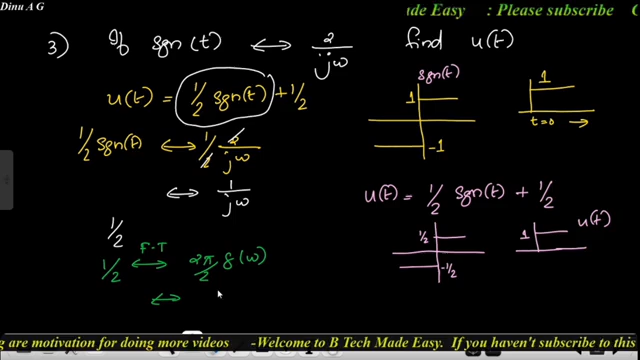 Dinu A G
Made Easy : Please subscribe
3) If sgn(t) ↔ 2/jω find u(t)
u(t) = 1/2 sgn(t) + 1/2
1/2 sgn(t) ↔ 1/2 2/jω
↔ 1/jω
1/2
F.T
1/2 ↔ 2π/2 δ(ω)
↔
sgn(t)
1
-1
1
t=0 →
u(t) = 1/2 sgn(t) + 1/2
1/2
-1/2
1
u(t)
ng are motivation for doing more videos -Welcome to B Tech Made Easy. If you haven't subscribe to this